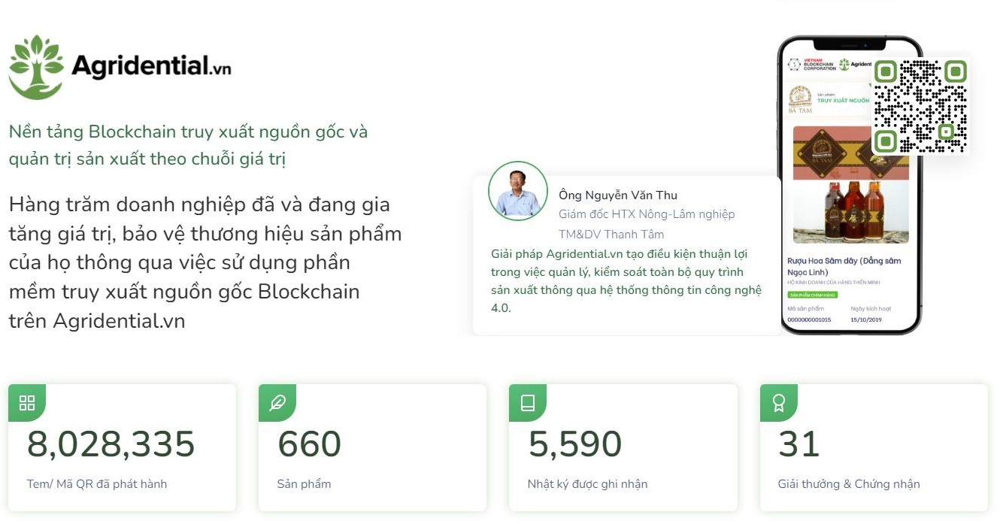 Agridential.vn
Nền tảng Blockchain truy xuất nguồn gốc và
quản trị sản xuất theo chuỗi giá trị
Hàng trăm doanh nghiệp đã và đang gia
tăng giá trị, bảo vệ thương hiệu sản phẩm
của họ thông qua việc sử dụng phần
mềm truy xuất nguồn gốc Blockchain
trên Agridential.vn
Ông Nguyễn Văn Thu
Giám đốc HTX Nông-Lâm nghiệp
TM&DV Thanh Tâm
Giải pháp Agridential.vn tạo điều kiện thuận lợi
trong việc quản lý, kiểm soát toàn bộ quy trình
sản xuất thông qua hệ thống thông tin công nghệ
4.0.
VIETNAM
BLOCKCHAIN
CORPORATION
Agrident
Sản phẩm
TRUY XUẤT NGUỒN
BÀ TÁM
Rượu Hoa Sâm dây (Đẳng sâm
Ngọc Linh)
HỘ KINH DOANH CỬA HÀNG THIÊN MINH
SẢN PHẨM CHÍNH HÃNG
Mã sản phẩm Ngày kích hoạt
0000000001015 15/10/2019
8,028,335
Tem/ Mã QR đã phát hành
660
Sản phẩm
5,590
Nhật ký được ghi nhận
31
Giải thưởng & Chứng nhận